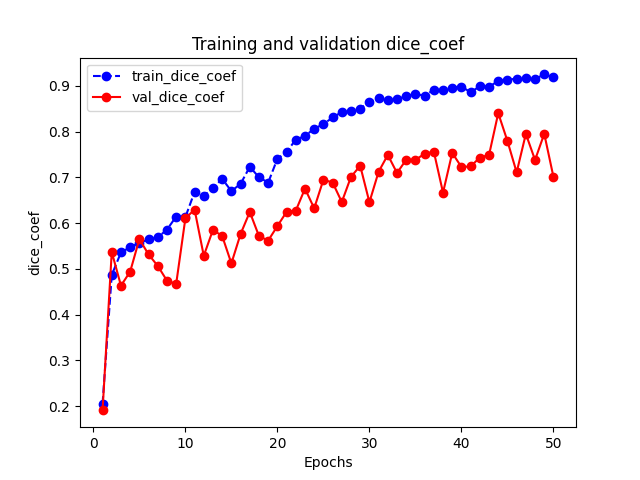 Training and validation dice_coef
train_dice_coef
val_dice_coef
dice_coef
0.9
0.8
0.7
0.6
0.5
0.4
0.3
0.2
0 10 20 30 40 50
Epochs